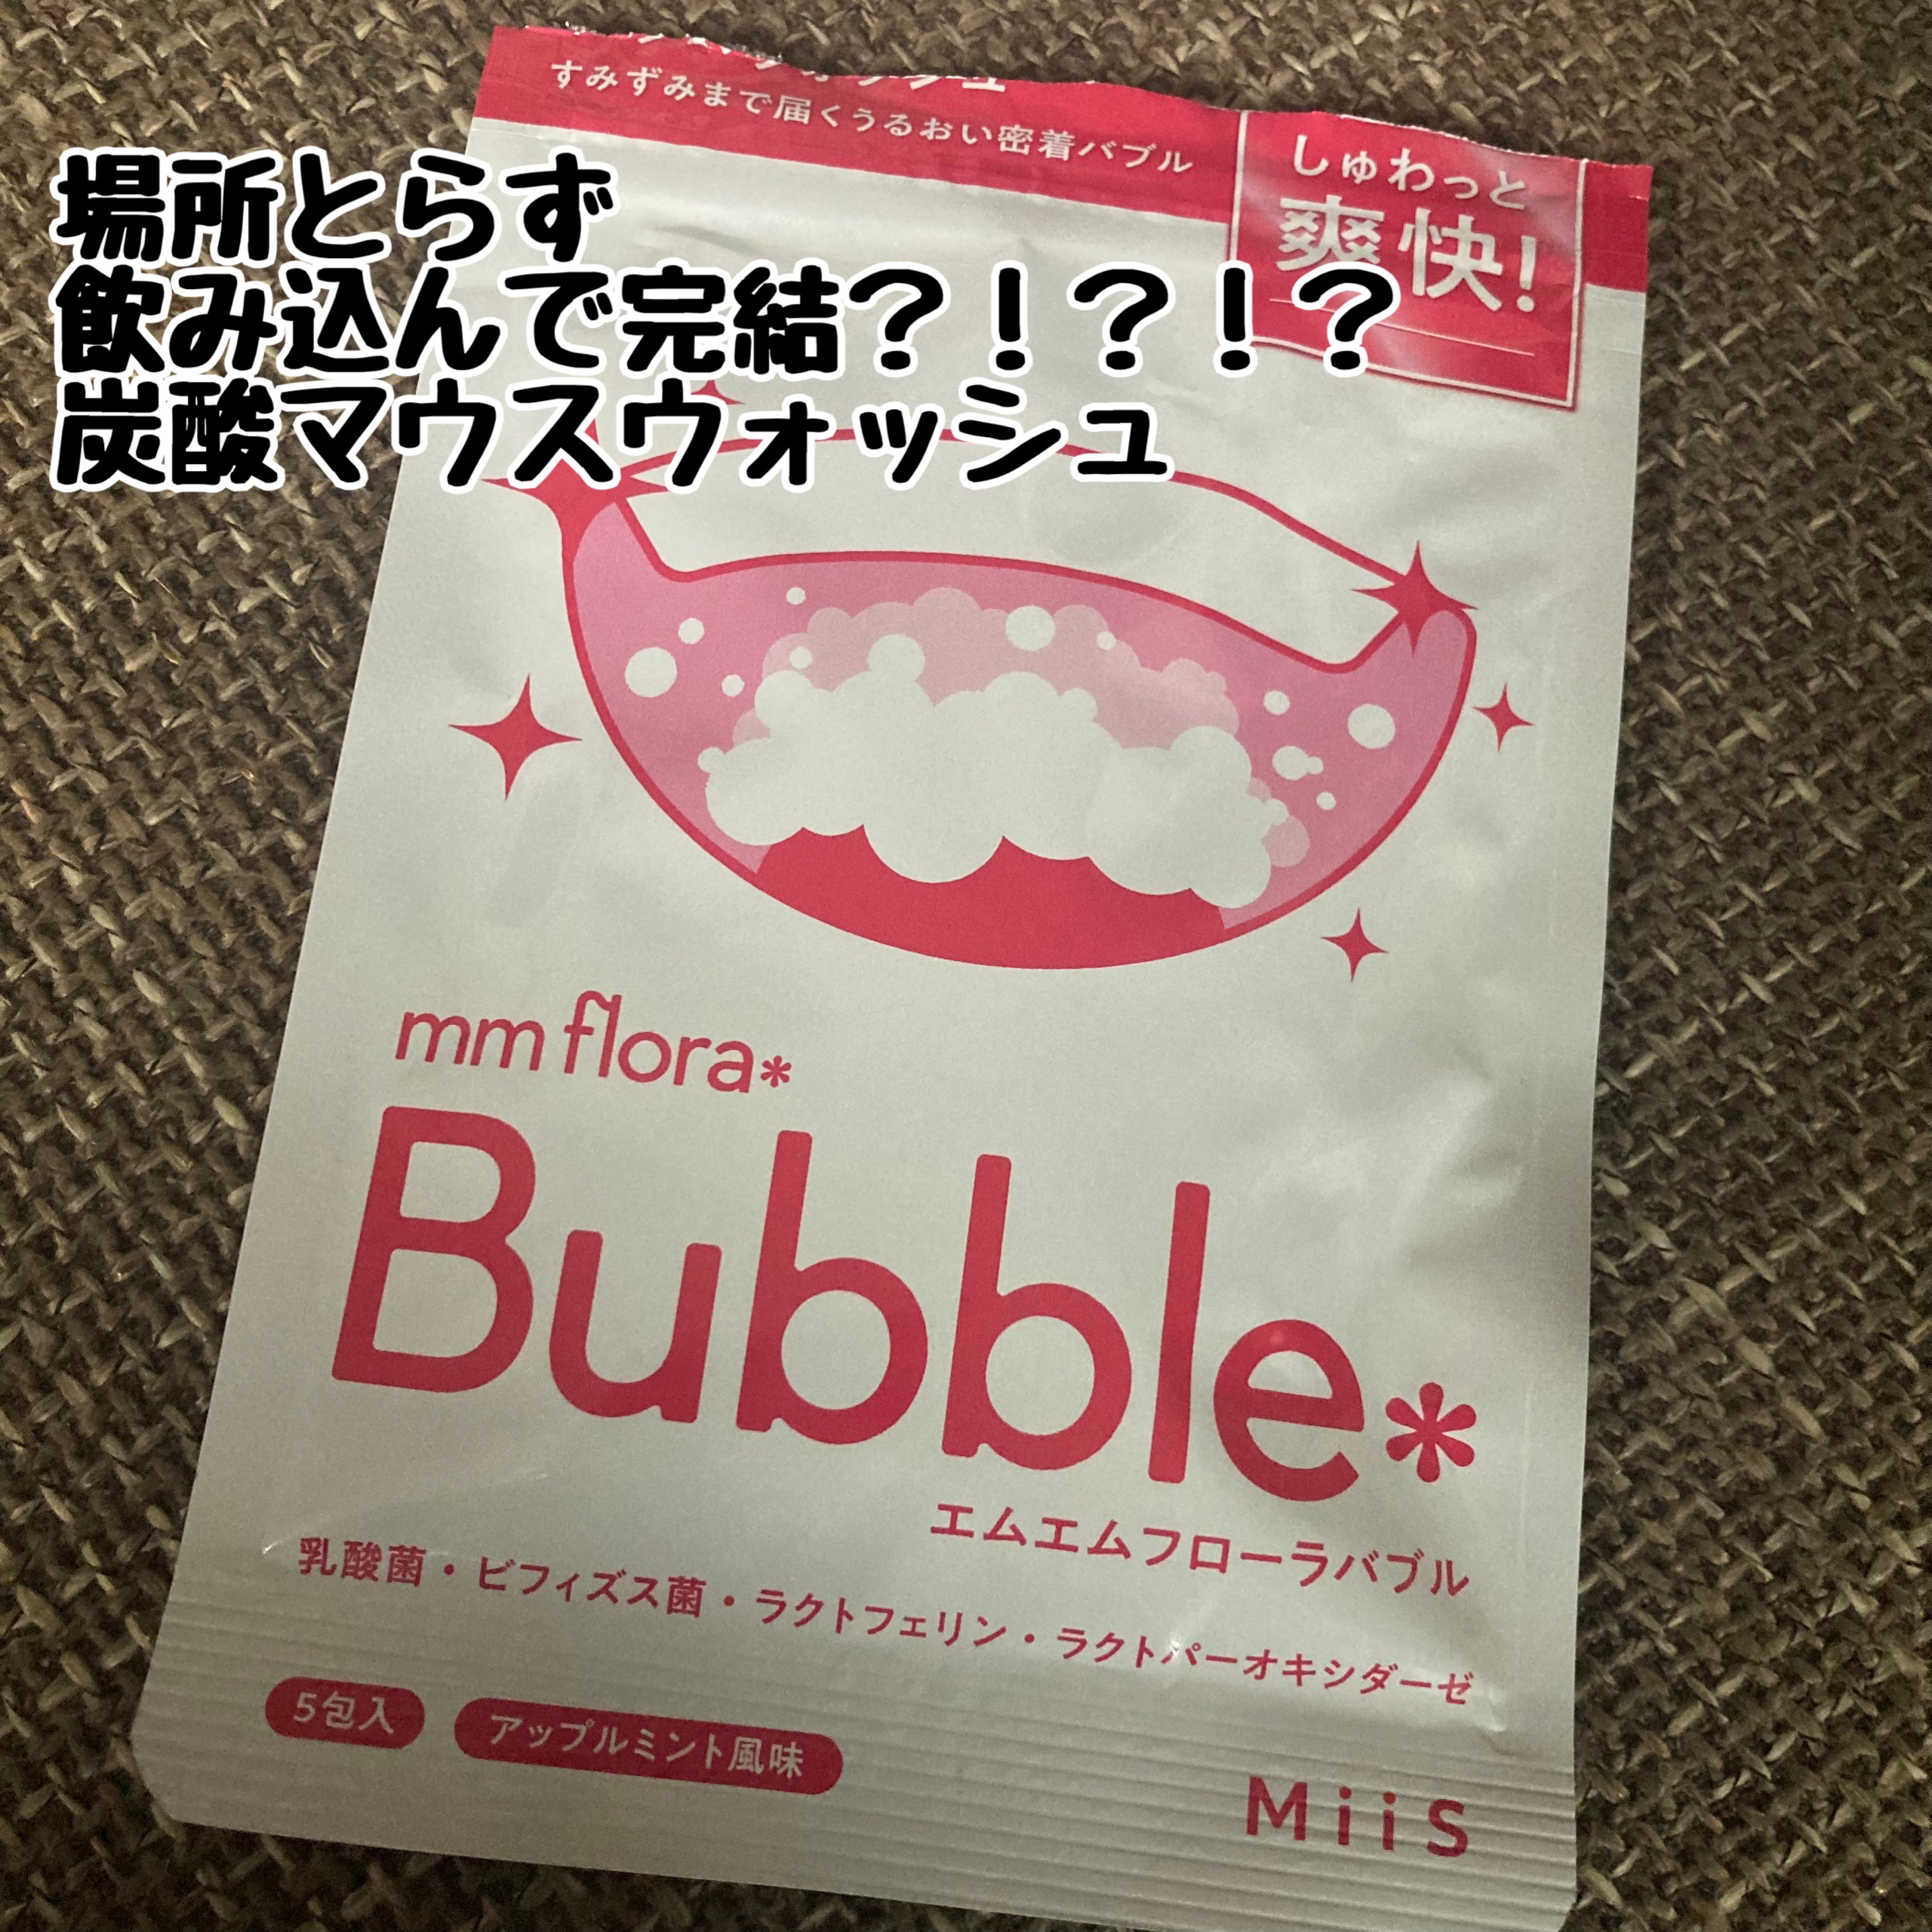 すみずみまで届くうるおい密着バブル
しゅわっと
爽快!
場所とらず
飲み込んで完結?!?!?
炭酸マウスウォッシュ
mm flora*
Bubble*
エムエムフローラバブル
乳酸菌・ビフィズス菌・ラクトフェリン・ラクトパーオキシダーゼ
5包入
アップルミント風味
MiiS